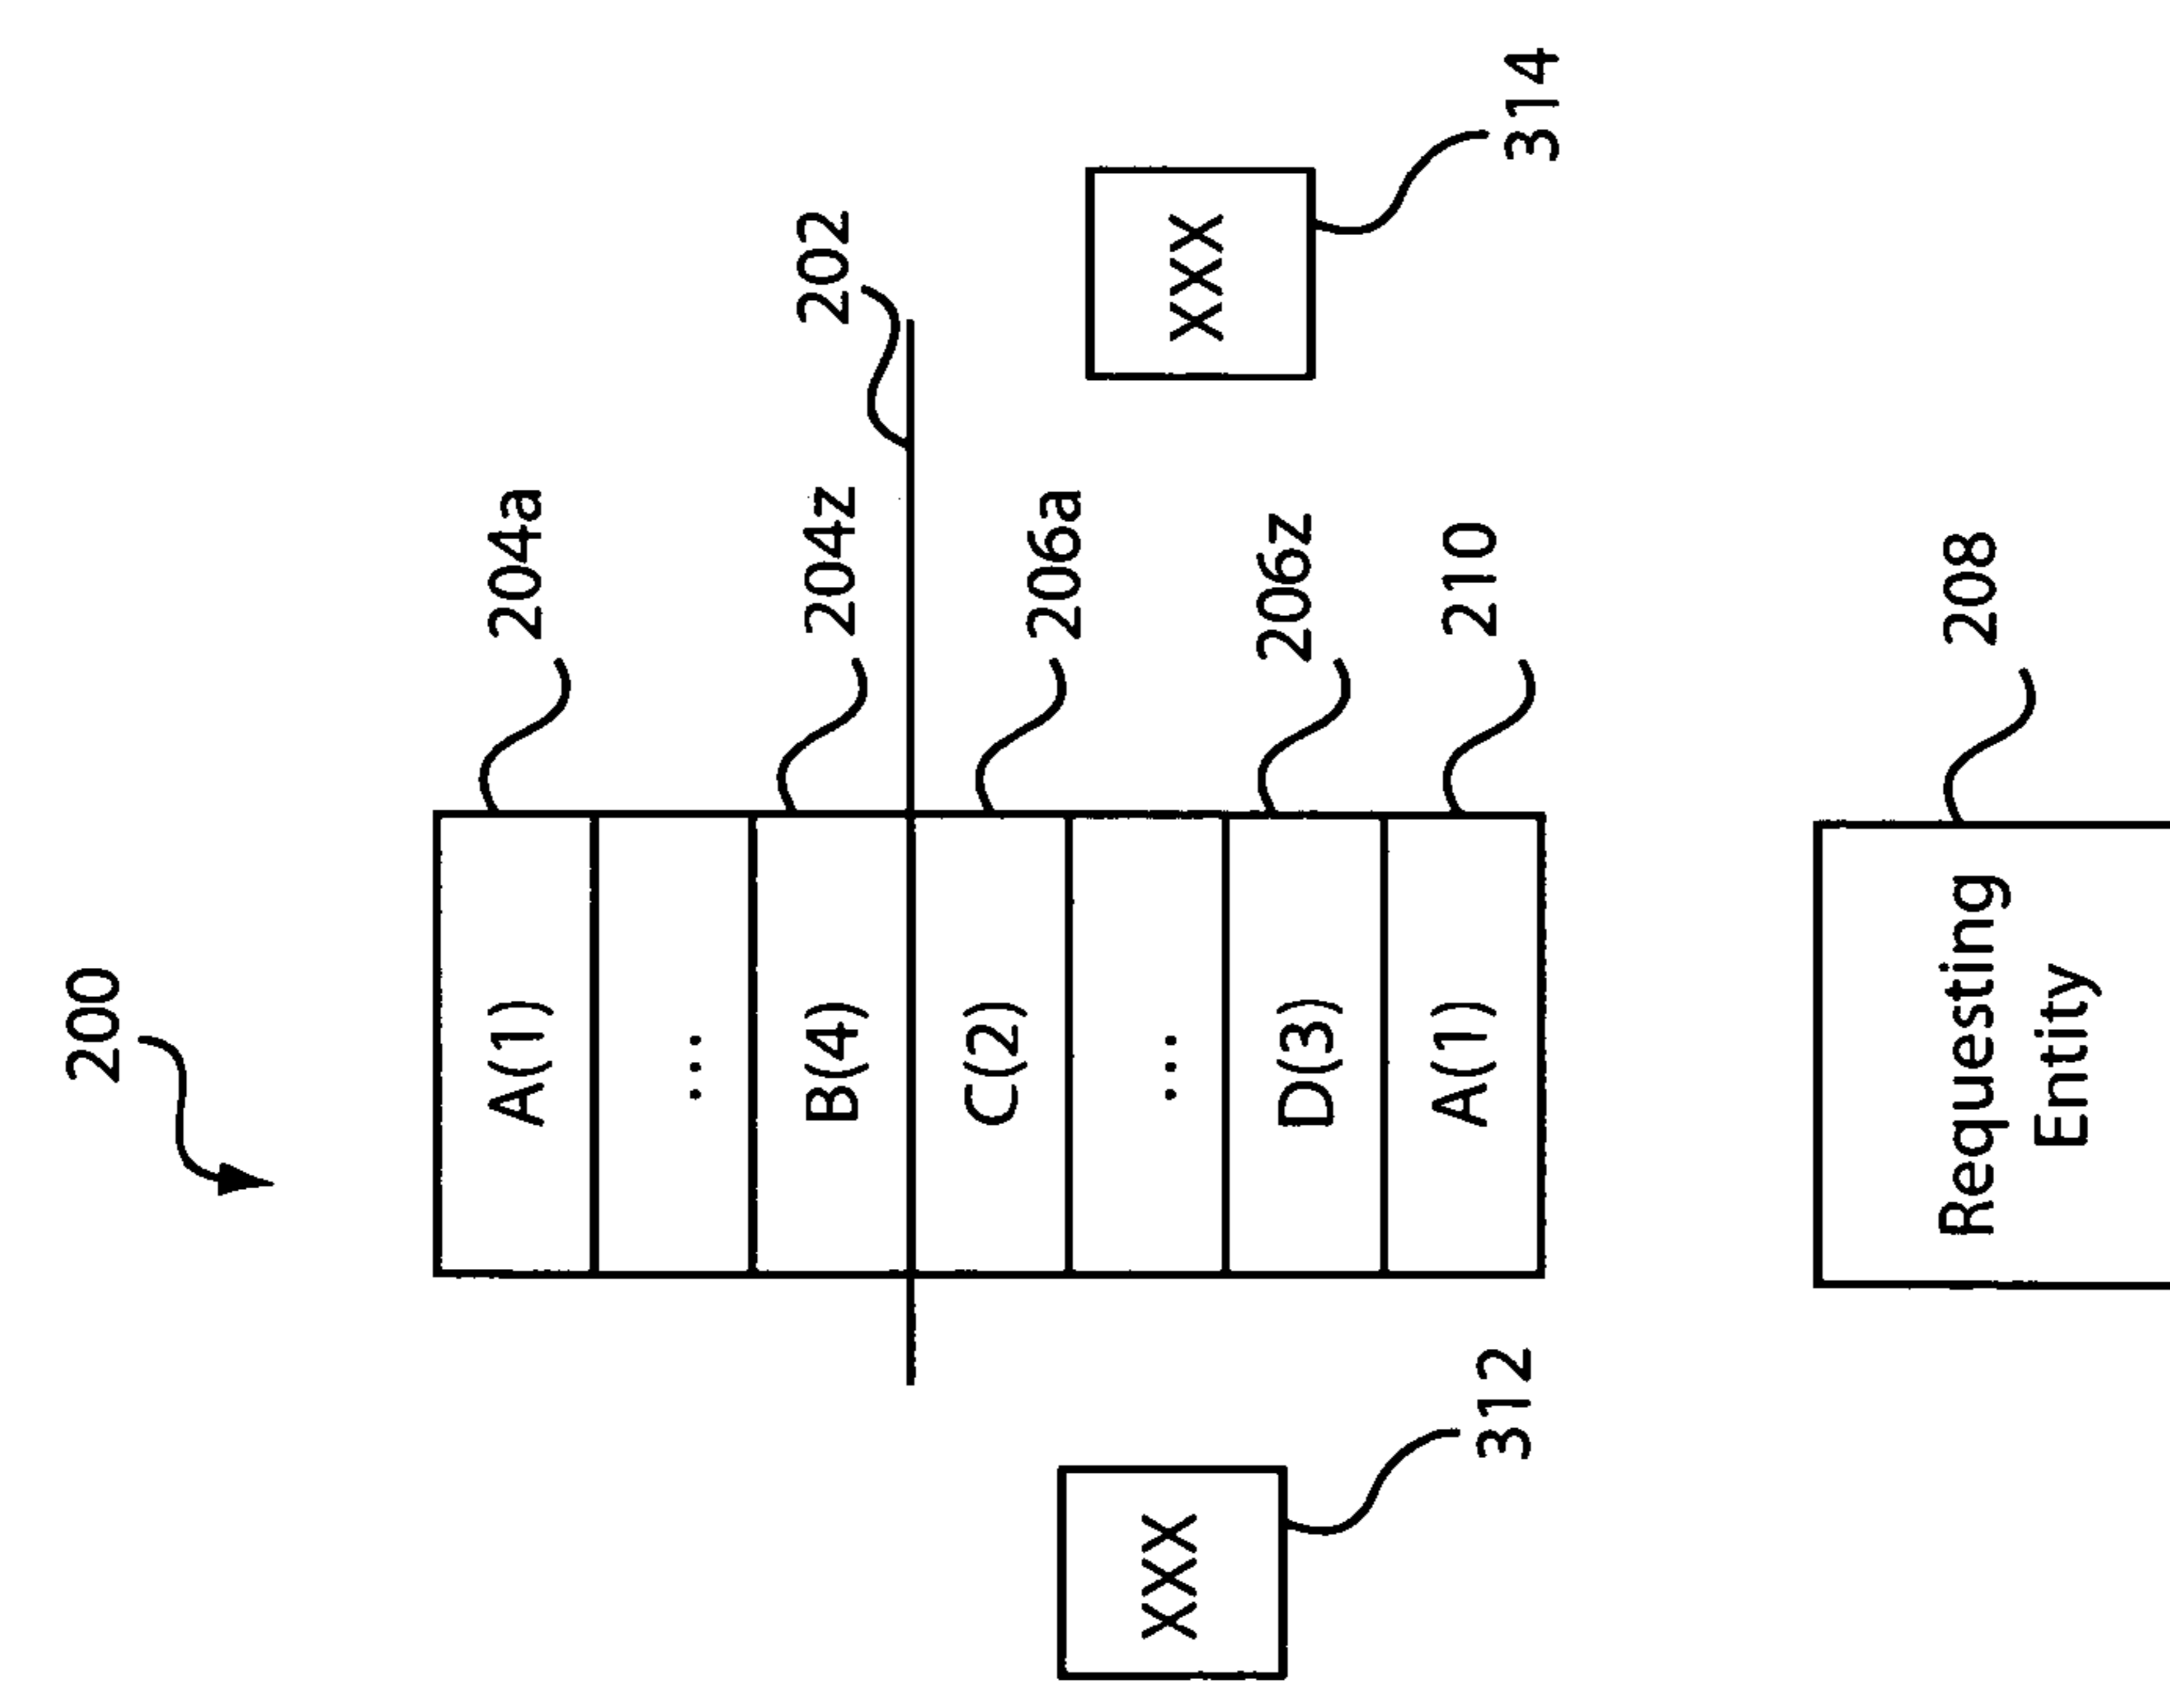 200
A(1)
204a
...
B(4)
204z
202
C(2)
206a
...
D(3)
206z
A(1)
210
XXX
312
XXX
314
Requesting
Entity
208